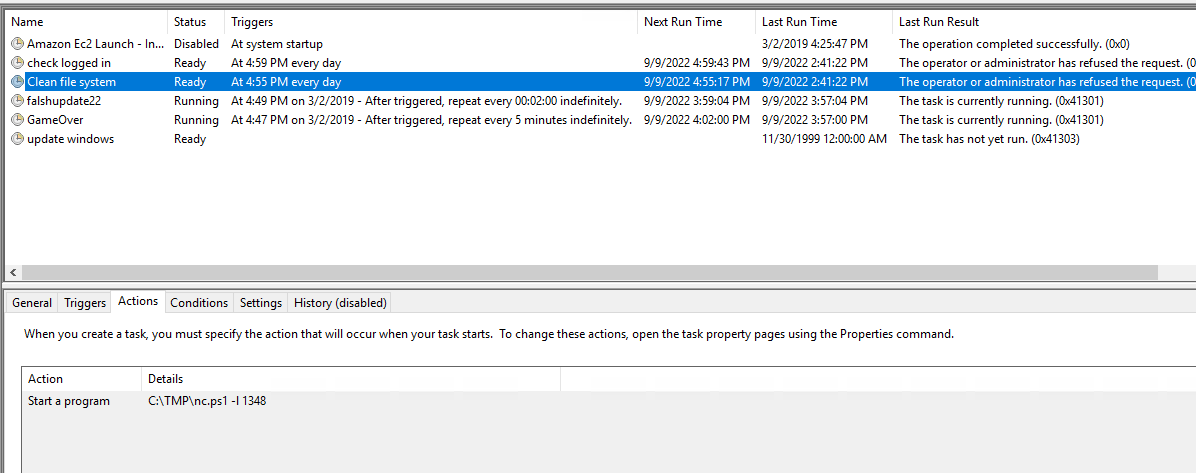 Name Status Triggers Next Run Time Last Run Time Last Run Result
Amazon Ec2 Launch - In... Disabled At system startup 3/2/2019 4:25:47 PM The operation completed successfully. (0x0)
check logged in Ready At 4:59 PM every day 9/9/2022 4:59:43 PM 9/9/2022 2:41:22 PM The operator or administrator has refused the request. (0
Clean file system Ready At 4:55 PM every day 9/9/2022 4:55:17 PM 9/9/2022 2:41:22 PM The operator or administrator has refused the request. (0
falshupdate22 Running At 4:49 PM on 3/2/2019 - After triggered, repeat every 00:02:00 indefinitely. 9/9/2022 3:59:04 PM 9/9/2022 3:57:04 PM The task is currently running. (0x41301)
GameOver Running At 4:47 PM on 3/2/2019 - After triggered, repeat every 5 minutes indefinitely. 9/9/2022 4:02:00 PM 9/9/2022 3:57:00 PM The task is currently running. (0x41301)
update windows Ready 11/30/1999 12:00:00 AM The task has not yet run. (0x41303)
General Triggers Actions Conditions Settings History (disabled)
When you create a task, you must specify the action that will occur when your task starts. To change these actions, open the task property pages using the Properties command.
Action Details
Start a program C:\TMP\nc.ps1 -l 1348